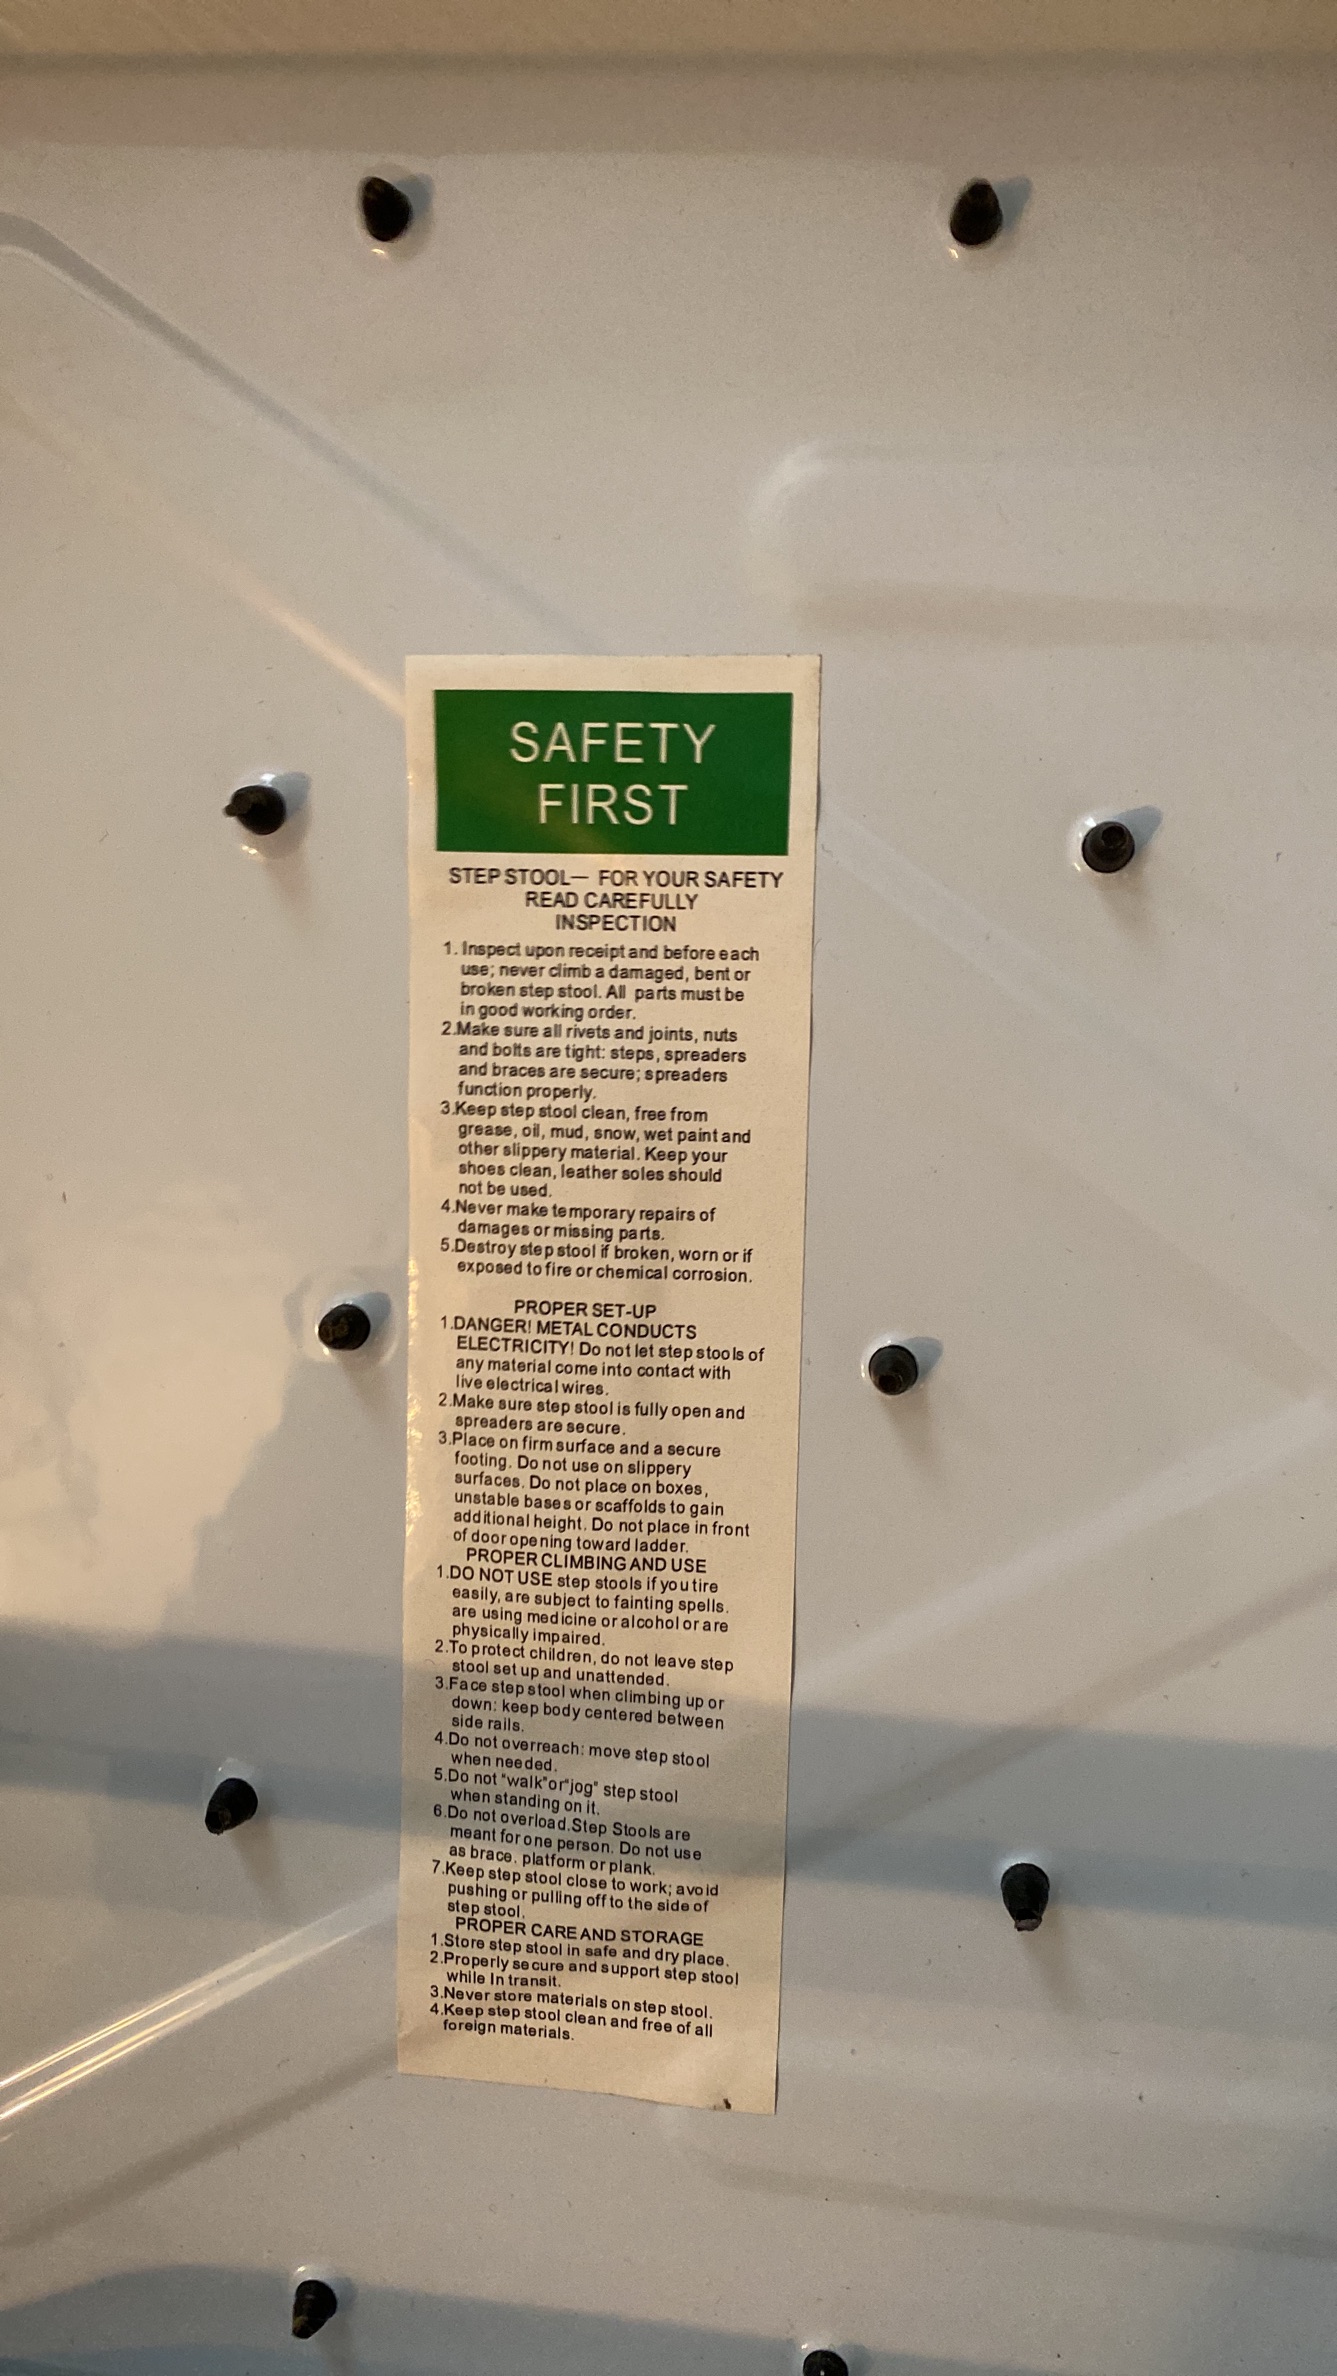 SAFETY
FIRST
STEP STOOL— FOR YOUR SAFETY
READ CAREFULLY
INSPECTION
1. Inspect upon receipt and before each
use; never climb a damaged, bent or
broken step stool. All parts must be
in good working order.
2.Make sure all rivets and joints, nuts
and bolts are tight: steps, spreaders
and braces are secure; spreaders
function properly.
3.Keep step stool clean, free from
grease, oil, mud, snow, wet paint and
other slippery material. Keep your
shoes clean, leather soles should
not be used.
4.Never make temporary repairs of
damages or missing parts.
5.Destroy step stool if broken, worn or if
exposed to fire or chemical corrosion.
PROPER SET-UP
1.DANGER! METAL CONDUCTS
ELECTRICITY! Do not let step stools of
any material come into contact with
live electrical wires.
2.Make sure step stool is fully open and
spreaders are secure.
3.Place on firm surface and a secure
footing. Do not use on slippery
surfaces. Do not place on boxes,
unstable bases or scaffolds to gain
additional height. Do not place in front
of door opening toward ladder.
PROPER CLIMBING AND USE
1.DO NOT USE step stools if you tire
easily, are subject to fainting spells.
are using medicine or alcohol or are
physically impaired.
2.To protect children, do not leave step
stool set up and unattended.
3.Face step stool when climbing up or
down: keep body centered between
side rails.
4.Do not overreach: move step stool
when needed.
5.Do not "walk"or"jog" step stool
when standing on it.
6.Do not overload.Step Stools are
meant for one person. Do not use
as brace. platform or plank.
7.Keep step stool close to work; avoid
pushing or pulling off to the side of
step stool.
PROPER CARE AND STORAGE
1.Store step stool in safe and dry place.
2.Properly secure and support step stool
while In transit.
3.Never store materials on step stool.
4.Keep step stool clean and free of all
foreign materials.